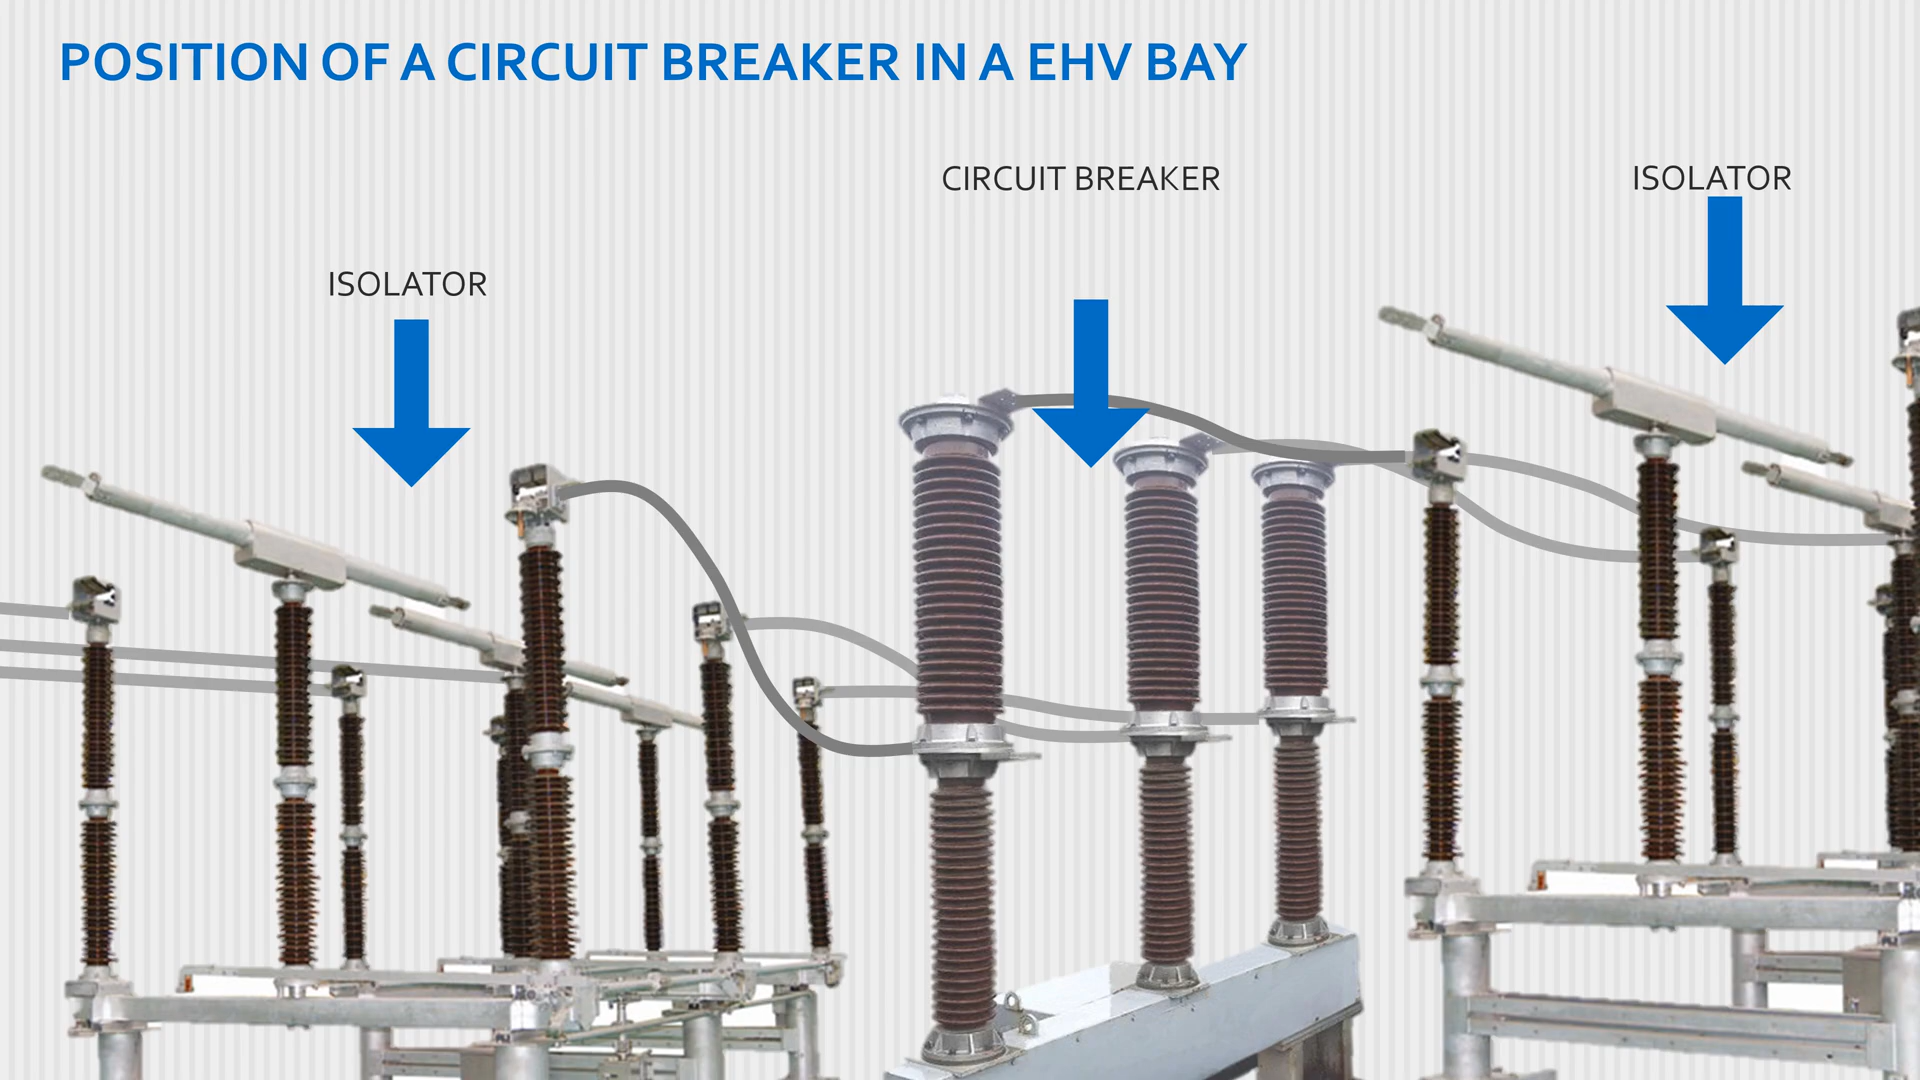 POSITION OF A CIRCUIT BREAKER IN A EHV BAY
CIRCUIT BREAKER
ISOLATOR
ISOLATOR